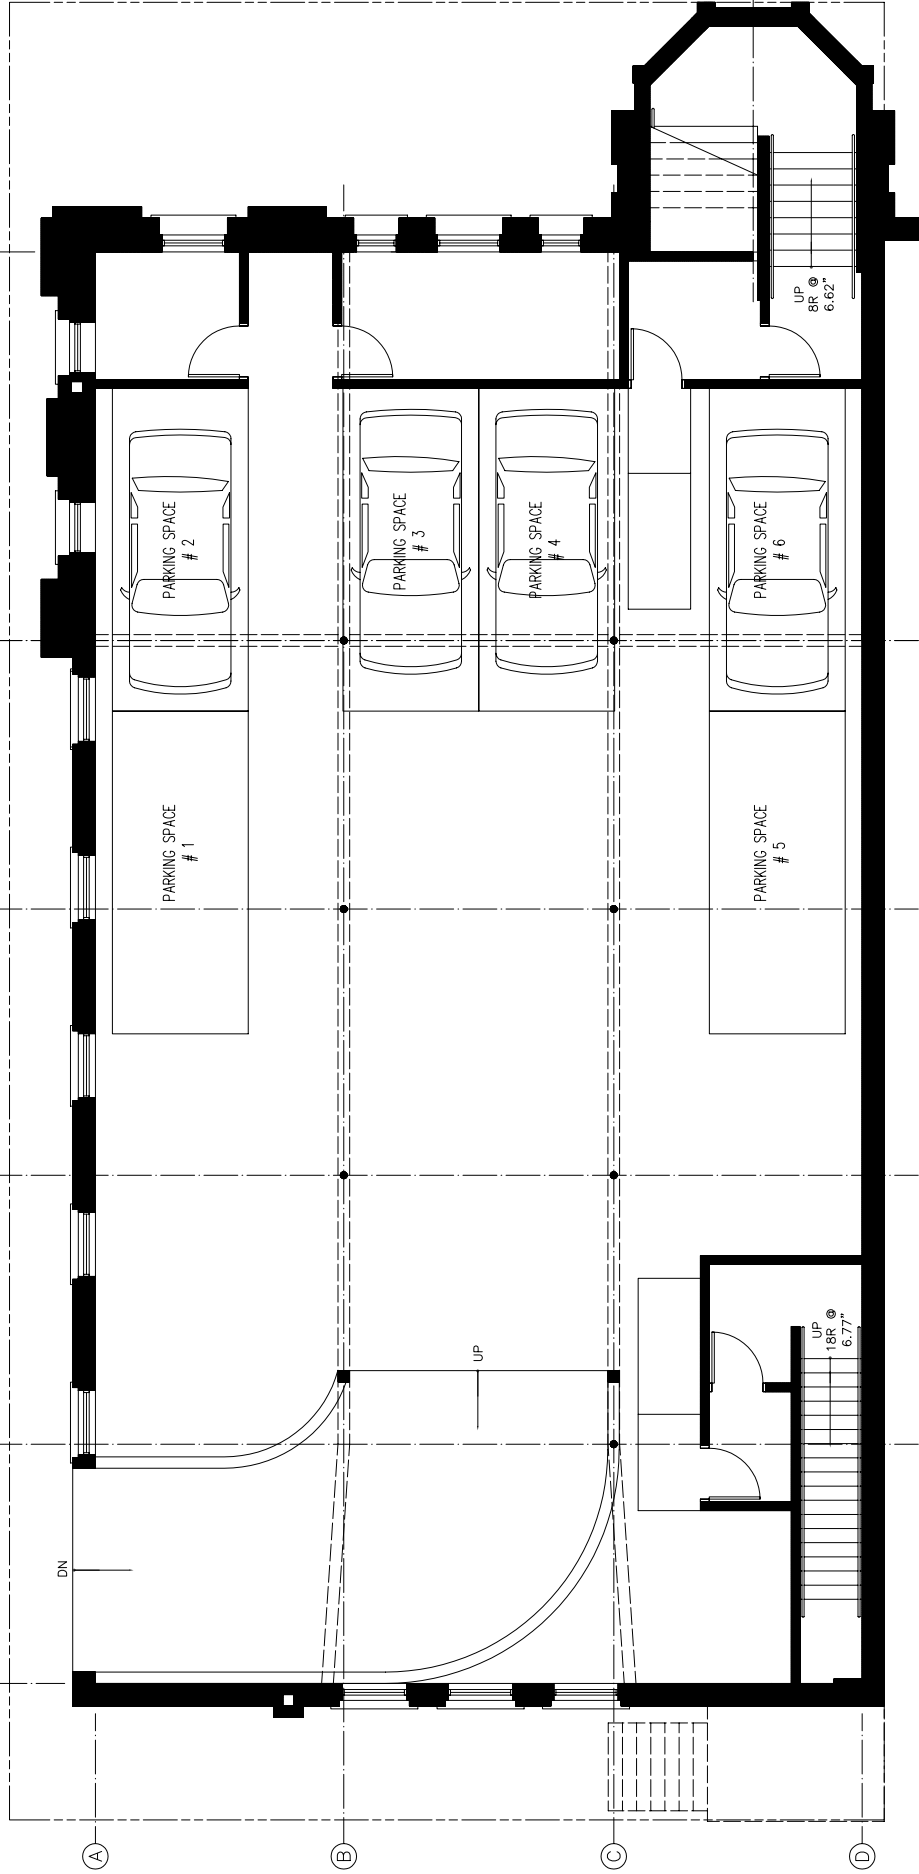 UP
8R @
6.62"
PARKING SPACE
# 2
PARKING SPACE
# 3
PARKING SPACE
# 4
PARKING SPACE
# 6
PARKING SPACE
# 1
PARKING SPACE
# 5
UP
18R @
6.77"
UP
DN
A
B
C
D